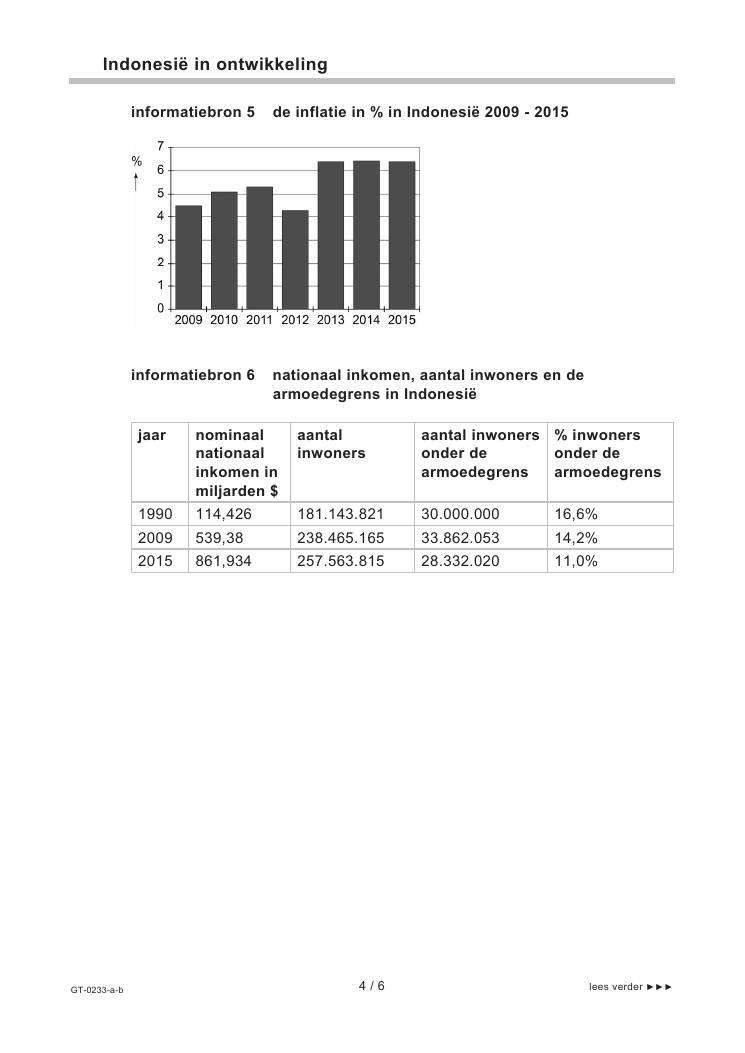 Indonesië in ontwikkeling
informatiebron 5 de inflatie in % in Indonesië 2009 - 2015
7
%
6
5
4
3
2
1
0
2009 2010 2011 2012 2013 2014 2015
informatiebron 6 nationaal inkomen, aantal inwoners en de
armoedegrens in Indonesië
jaar nominaal aantal aantal inwoners % inwoners
nationaal inwoners onder de onder de
inkomen in armoedegrens armoedegrens
miljarden $
1990 114,426 181.143.821 30.000.000 16,6%
2009 539,38 238.465.165 33.862.053 14,2%
2015 861,934 257.563.815 28.332.020 11,0%
GT-0233-a-b 4 / 6 lees verder ►►►